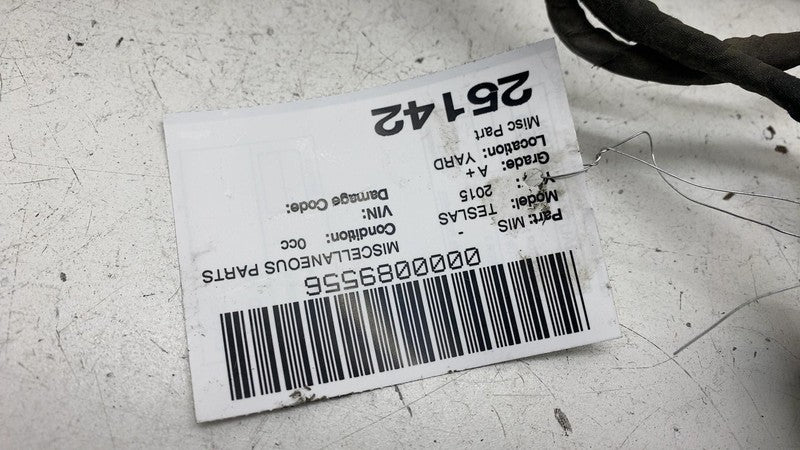 0000089556
Part: MIS - MISCELLANEOUS PARTS
Model: TESLAS Condition: 0cc
2015 VIN:
Grade: A+ Damage Code:
Location: YARD
Misc Part
25142